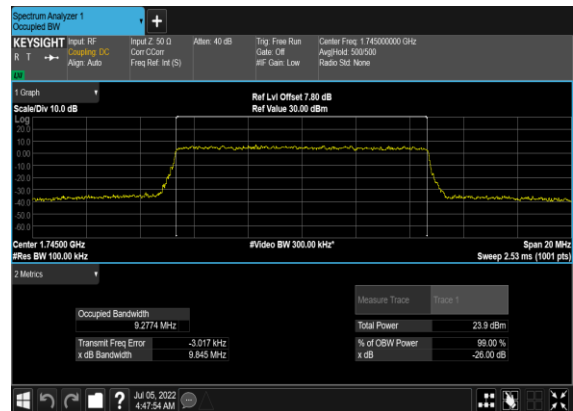 Spectrum Analyzer 1
Occupied BW
KEYSIGHT
R T
LXI
Input: RF
Coupling: DC
Align: Auto
Input Z: 50 Ω
Corr CCorr
Freq Ref: Int (S)
Atten: 40 dB
Trig: Free Run
Gate: Off
#IF Gain: Low
Center Freq: 1.745000000 GHz
Avg|Hold: 500/500
Radio Std: None
1 Graph
Scale/Div 10.0 dB
Ref Lvl Offset 7.80 dB
Ref Value 30.00 dBm
Log
20.0
10.0
0.00
-10.0
-20.0
-30.0
-40.0
-50.0
-60.0
Center 1.74500 GHz
#Res BW 100.00 kHz
#Video BW 300.00 kHz*
Span 20 MHz
Sweep 2.53 ms (1001 pts)
2 Metrics
Measure Trace Trace 1
Occupied Bandwidth
9.2774 MHz
Total Power 23.9 dBm
Transmit Freq Error -3.017 kHz
% of OBW Power 99.00 %
x dB Bandwidth 9.845 MHz
x dB -26.00 dB
?
Jul 05, 2022
4:47:54 AM